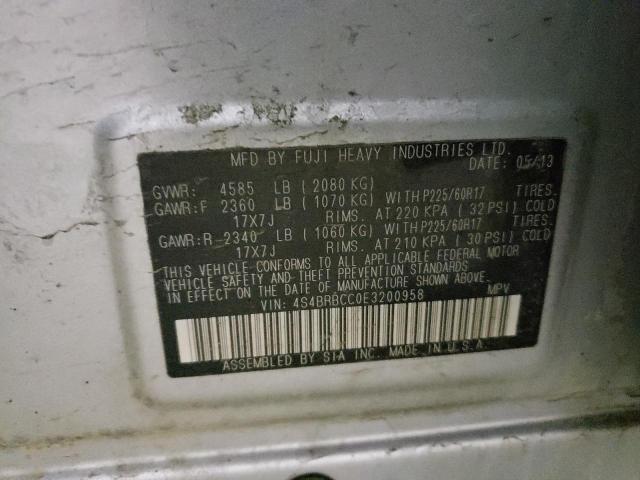 MFD BY FUJI HEAVY INDUSTRIES LTD.
DATE: 05/13
GVWR: 4585 LB (2080 KG)
GAWR:F 2360 LB (1070 KG) WITH P225/60R17 TIRES.
17X7J RIMS. AT 220 KPA (32 PSI) COLD
GAWR:R 2340 LB (1060 KG) WITH P225/60R17 TIRES.
17X7J RIMS. AT 210 KPA (30 PSI) COLD
THIS VEHICLE CONFORMS TO ALL APPLICABLE FEDERAL MOTOR
VEHICLE SAFETY AND THEFT PREVENTION STANDARDS IN EFFECT
ON THE DATE OF MANUFACTURE SHOWN ABOVE.
VIN: 4S4BRBCC0E3200958 MPV
ASSEMBLED BY SIA INC. MADE IN U.S.A.